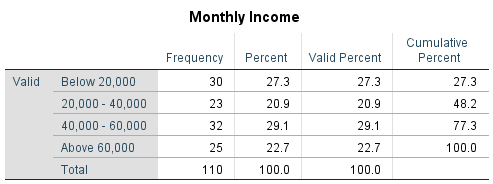 Monthly Income
Frequency Percent Valid Percent Cumulative Percent
Valid Below 20,000 30 27.3 27.3 27.3
20,000 - 40,000 23 20.9 20.9 48.2
40,000 - 60,000 32 29.1 29.1 77.3
Above 60,000 25 22.7 22.7 100.0
Total 110 100.0 100.0